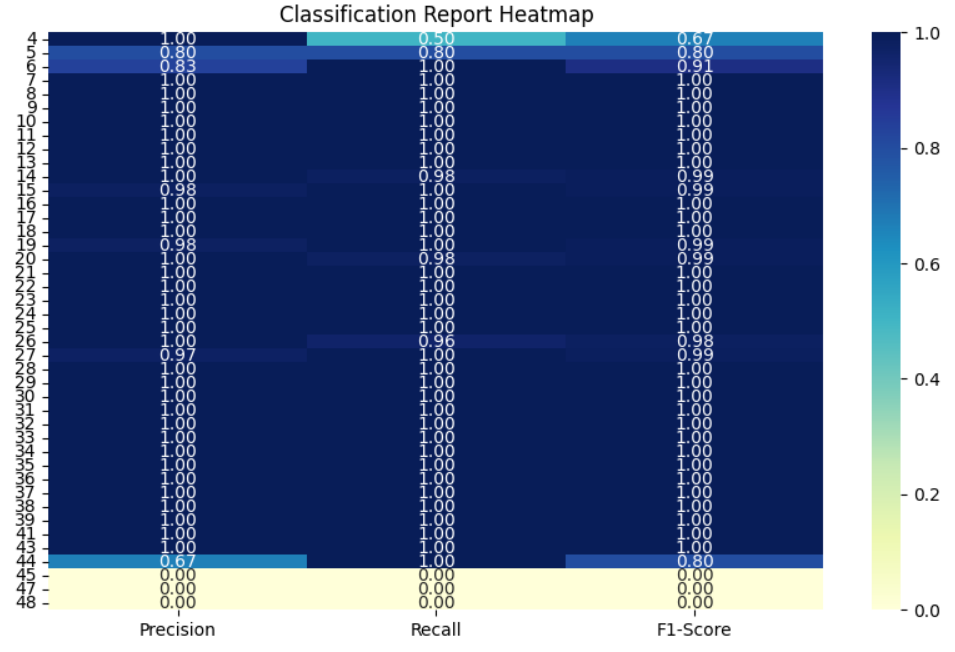 Classification Report Heatmap
4 1.00 0.50 0.67
5 0.80 0.80 0.80
6 0.83 1.00 0.91
7 1.00 1.00 1.00
8 1.00 1.00 1.00
9 1.00 1.00 1.00
10 1.00 1.00 1.00
11 1.00 1.00 1.00
12 1.00 1.00 1.00
13 1.00 1.00 1.00
14 1.00 0.98 0.99
15 0.98 1.00 0.99
16 1.00 1.00 1.00
17 1.00 1.00 1.00
18 1.00 1.00 1.00
19 0.98 1.00 0.99
20 1.00 0.98 0.99
21 1.00 1.00 1.00
22 1.00 1.00 1.00
23 1.00 1.00 1.00
24 1.00 1.00 1.00
25 1.00 1.00 1.00
26 1.00 0.96 0.98
27 0.97 1.00 0.99
28 1.00 1.00 1.00
29 1.00 1.00 1.00
30 1.00 1.00 1.00
31 1.00 1.00 1.00
32 1.00 1.00 1.00
33 1.00 1.00 1.00
34 1.00 1.00 1.00
35 1.00 1.00 1.00
36 1.00 1.00 1.00
37 1.00 1.00 1.00
38 1.00 1.00 1.00
39 1.00 1.00 1.00
41 1.00 1.00 1.00
43 1.00 1.00 1.00
44 0.67 1.00 0.80
45 0.00 0.00 0.00
47 0.00 0.00 0.00
48 0.00 0.00 0.00
Precision Recall F1-Score
1.0
0.8
0.6
0.4
0.2
0.0